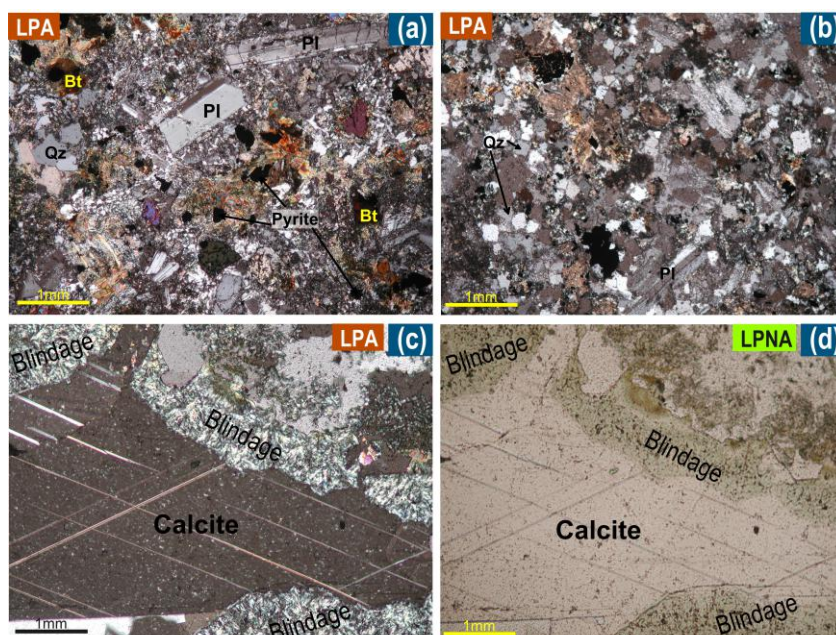 LPA
(a)
Pl
Bt
Pl
Qz
Bt
Pyrite
1mm
LPA
(b)
Qz
Pl
1mm
LPA
(c)
Blindage
Blindage
Calcite
Blindage
1mm
LPNA
(d)
Blindage
Blindage
Calcite
Blindage
1mm